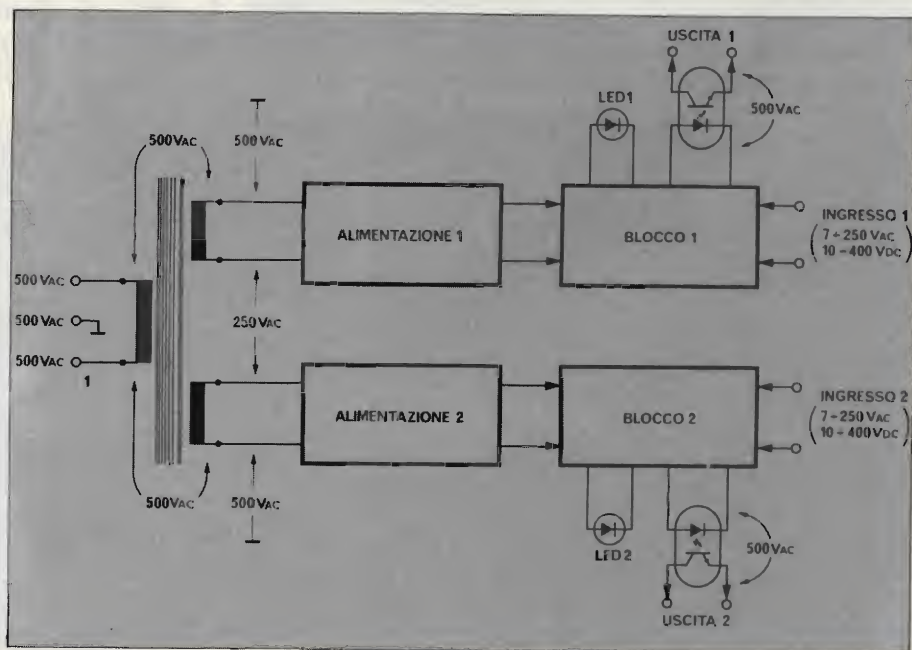 USCITA 1
LED1
500VAC
500VAC
500VAC
ALIMENTAZIONE 1
BLOCCO 1
INGRESSO 1
7÷250 VAC
10÷400 VDC
500VAC
500VAC
500VAC
1
250VAC
ALIMENTAZIONE 2
BLOCCO 2
INGRESSO 2
7÷250 VAC
10÷400 VDC
500VAC
500VAC
LED2
500VAC
USCITA 2